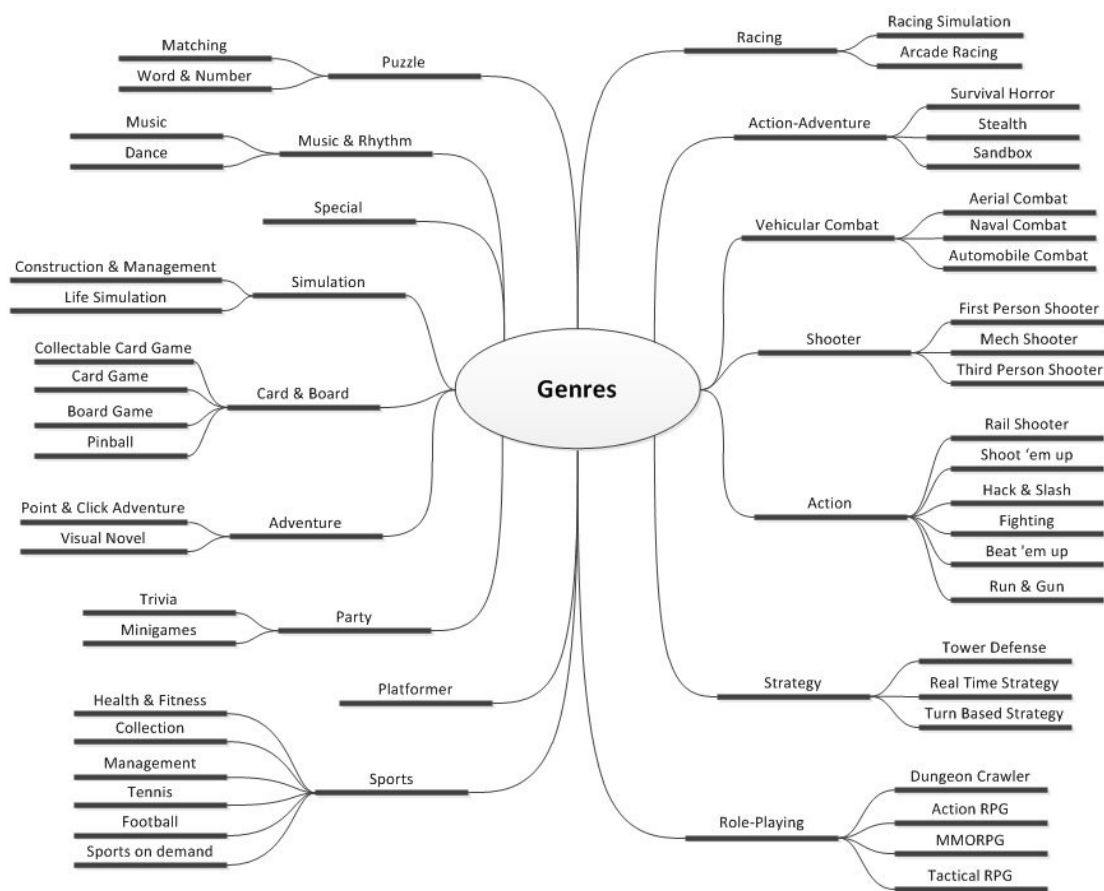 Genres
Puzzle
Matching
Word & Number
Music & Rhythm
Music
Dance
Special
Simulation
Construction & Management
Life Simulation
Card & Board
Collectable Card Game
Card Game
Board Game
Pinball
Adventure
Point & Click Adventure
Visual Novel
Party
Trivia
Minigames
Platformer
Sports
Health & Fitness
Collection
Management
Tennis
Football
Sports on demand
Racing
Racing Simulation
Arcade Racing
Action-Adventure
Survival Horror
Stealth
Sandbox
Vehicular Combat
Aerial Combat
Naval Combat
Automobile Combat
Shooter
First Person Shooter
Mech Shooter
Third Person Shooter
Action
Rail Shooter
Shoot ‘em up
Hack & Slash
Fighting
Beat ’em up
Run & Gun
Strategy
Tower Defense
Real Time Strategy
Turn Based Strategy
Role-Playing
Dungeon Crawler
Action RPG
MMORPG
Tactical RPG